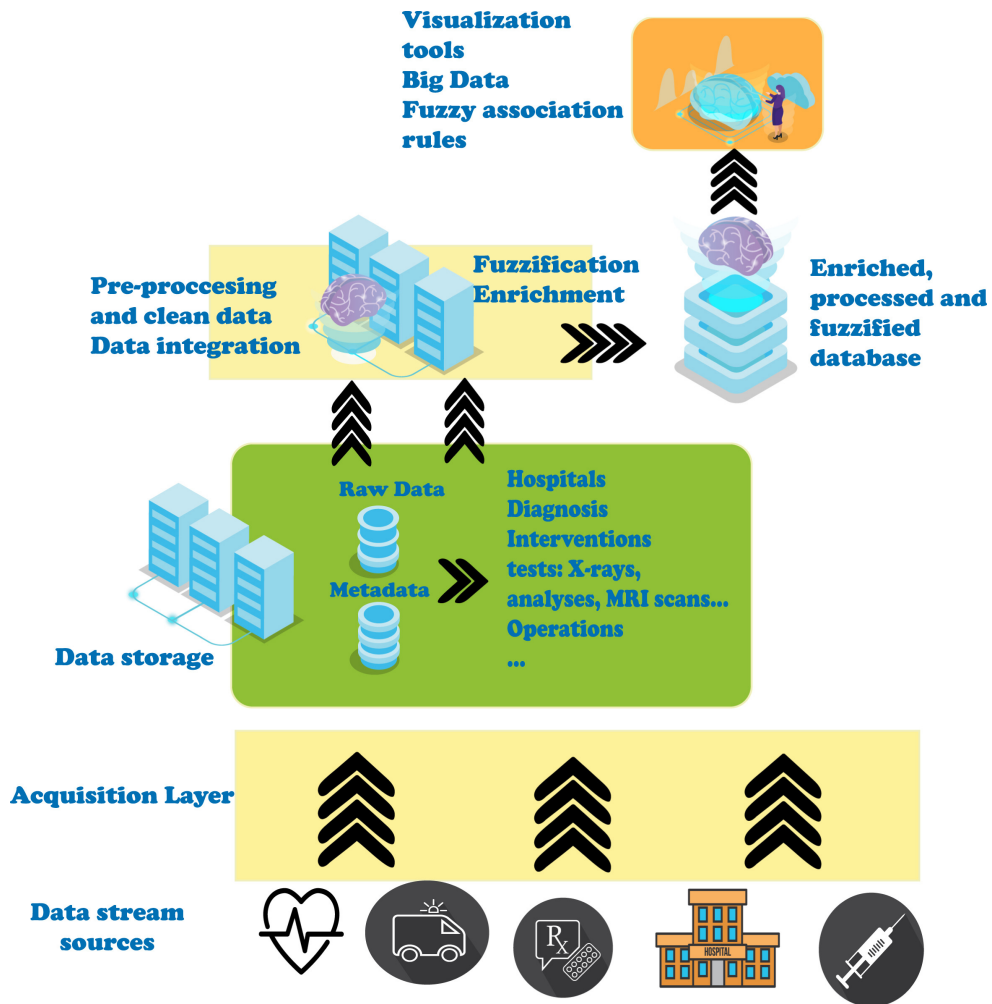 Visualization
tools
Big Data
Fuzzy association
rules
Pre-proccesing
and clean data
Data integration
Fuzzification
Enrichment
Enriched,
processed and
fuzzified
database
Raw Data
Metadata
Hospitals
Diagnosis
Interventions
tests: X-rays,
analyses, MRI scans...
Operations
...
Data storage
Acquisition Layer
Data stream
sources
Rx
HOSPITAL